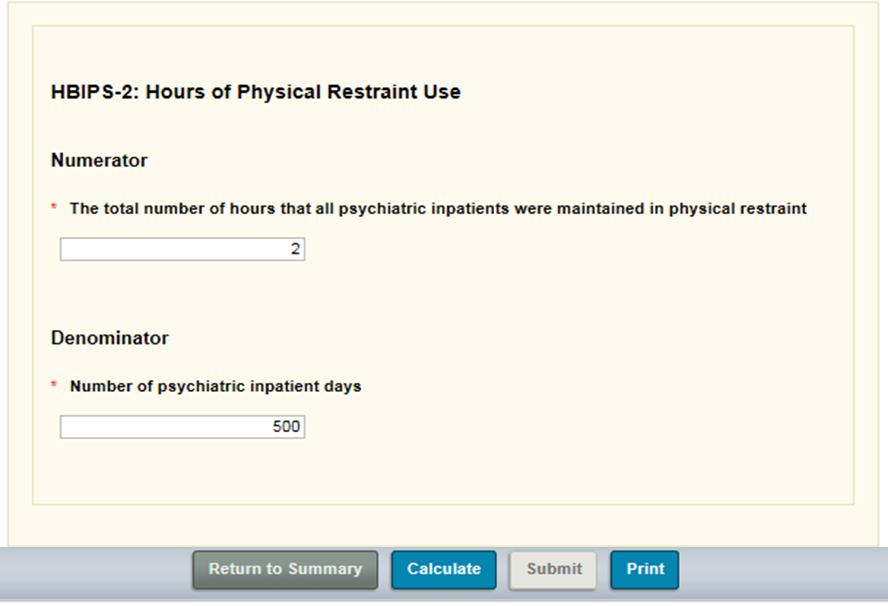 HBIPS-2: Hours of Physical Restraint Use
Numerator
* The total number of hours that all psychiatric inpatients were maintained in physical restraint
2
Denominator
* Number of psychiatric inpatient days
500
Return to Summary Calculate Submit Print